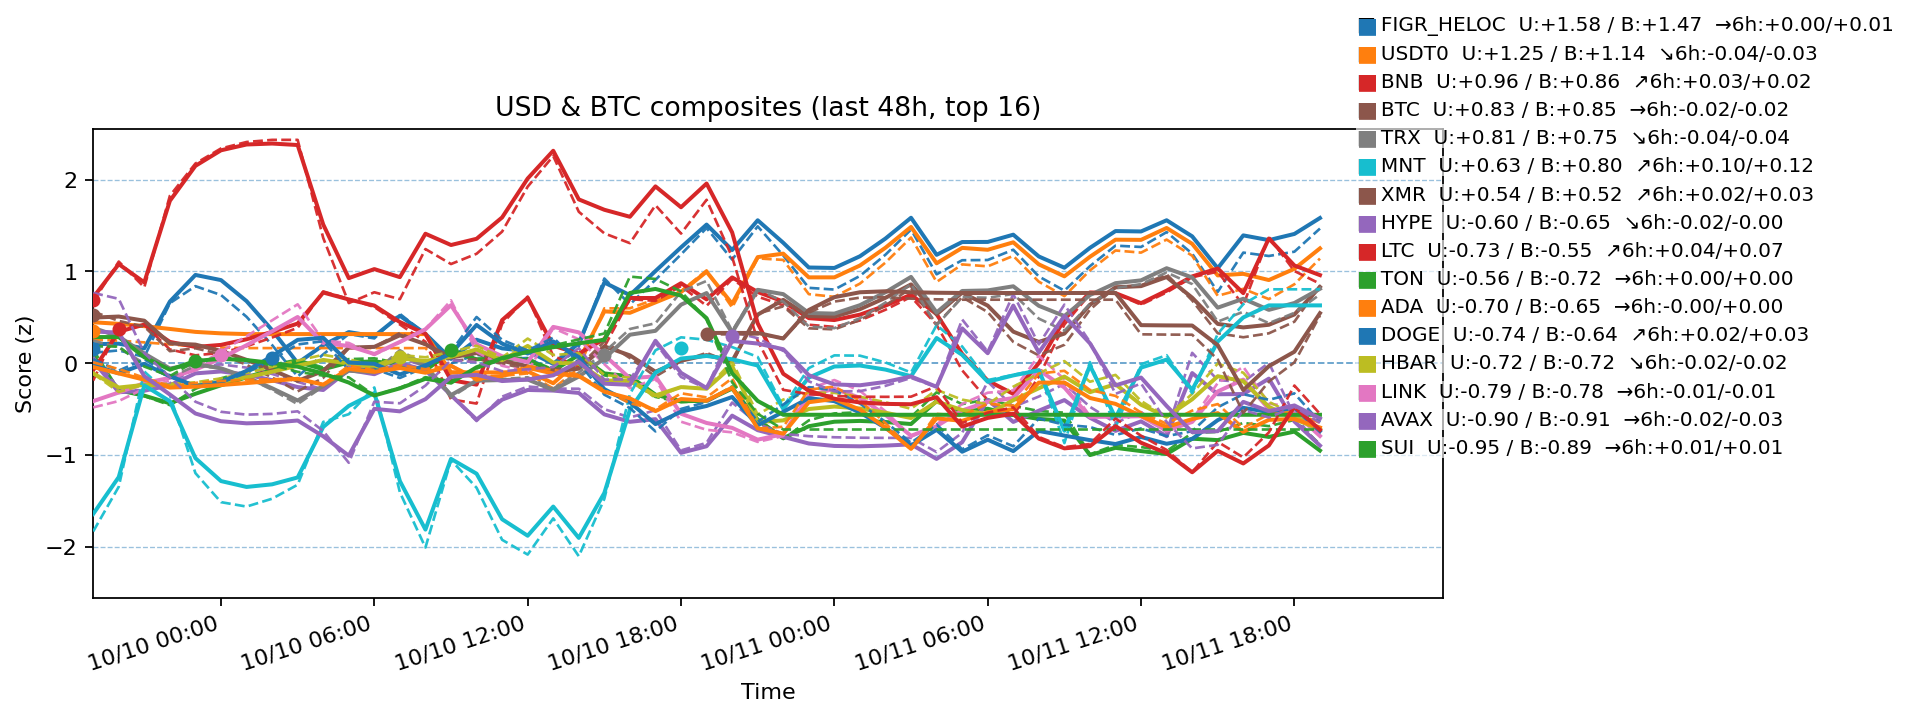 FIGR_HELOC  U:+1.58 / B:+1.47  →6h:+0.00/+0.01
USDT0  U:+1.25 / B:+1.14  ↘6h:-0.04/-0.03
BNB  U:+0.96 / B:+0.86  ↗6h:+0.03/+0.02
BTC  U:+0.83 / B:+0.85  →6h:-0.02/-0.02
TRX  U:+0.81 / B:+0.75  ↘6h:-0.04/-0.04
MNT  U:+0.63 / B:+0.80  ↗6h:+0.10/+0.12
XMR  U:+0.54 / B:+0.52  ↗6h:+0.02/+0.03
HYPE  U:-0.60 / B:-0.65  ↘6h:-0.02/-0.00
LTC  U:-0.73 / B:-0.55  ↗6h:+0.04/+0.07
TON  U:-0.56 / B:-0.72  →6h:+0.00/+0.00
ADA  U:-0.70 / B:-0.65  →6h:-0.00/+0.00
DOGE  U:-0.74 / B:-0.64  ↗6h:+0.02/+0.03
HBAR  U:-0.72 / B:-0.72  ↘6h:-0.02/-0.02
LINK  U:-0.79 / B:-0.78  →6h:-0.01/-0.01
AVAX  U:-0.90 / B:-0.91  →6h:-0.02/-0.03
SUI  U:-0.95 / B:-0.89  →6h:+0.01/+0.01
USD & BTC composites (last 48h, top 16)
Score (z)
2
1
0
−1
−2
10/10 00:00
10/10 06:00
10/10 12:00
10/10 18:00
10/11 00:00
10/11 06:00
10/11 12:00
10/11 18:00
Time